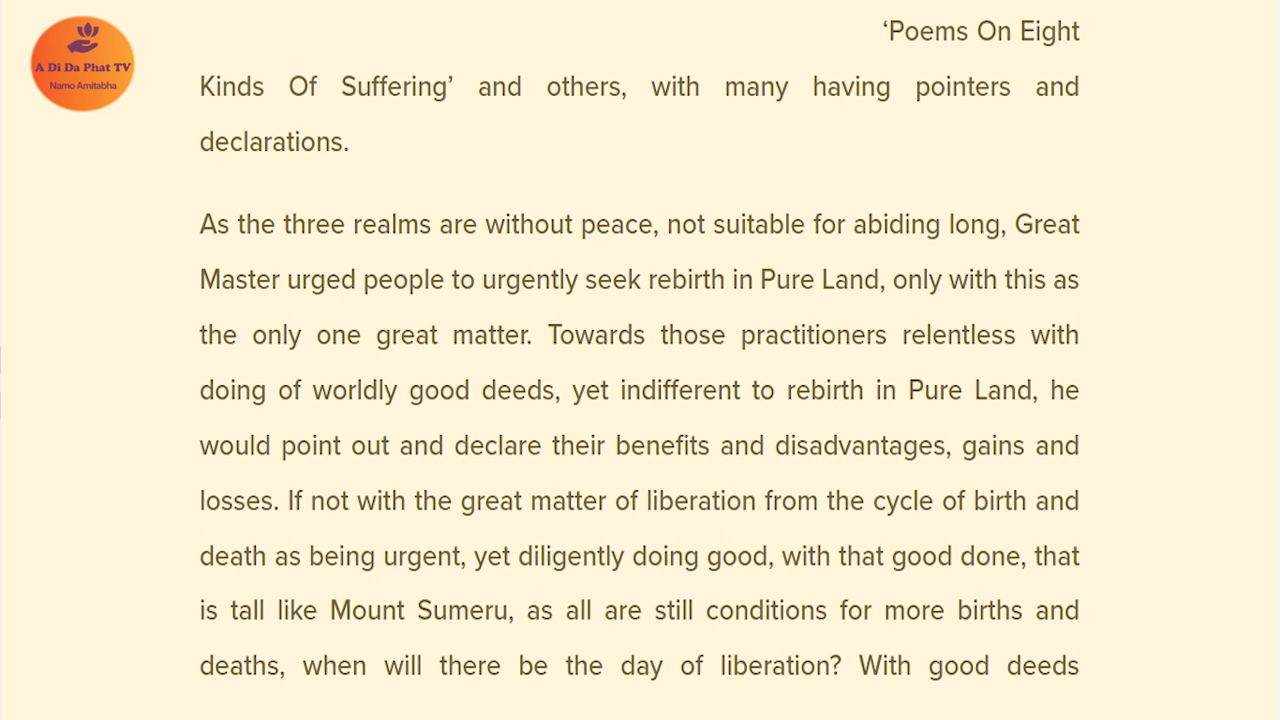 A Di Da Phat TV
Namo Amitabha
‘Poems On Eight
Kinds Of Suffering’ and others, with many having pointers and
declarations.
As the three realms are without peace, not suitable for abiding long, Great
Master urged people to urgently seek rebirth in Pure Land, only with this as
the only one great matter. Towards those practitioners relentless with
doing of worldly good deeds, yet indifferent to rebirth in Pure Land, he
would point out and declare their benefits and disadvantages, gains and
losses. If not with the great matter of liberation from the cycle of birth and
death as being urgent, yet diligently doing good, with that good done, that
is tall like Mount Sumeru, as all are still conditions for more births and
deaths, when will there be the day of liberation? With good deeds